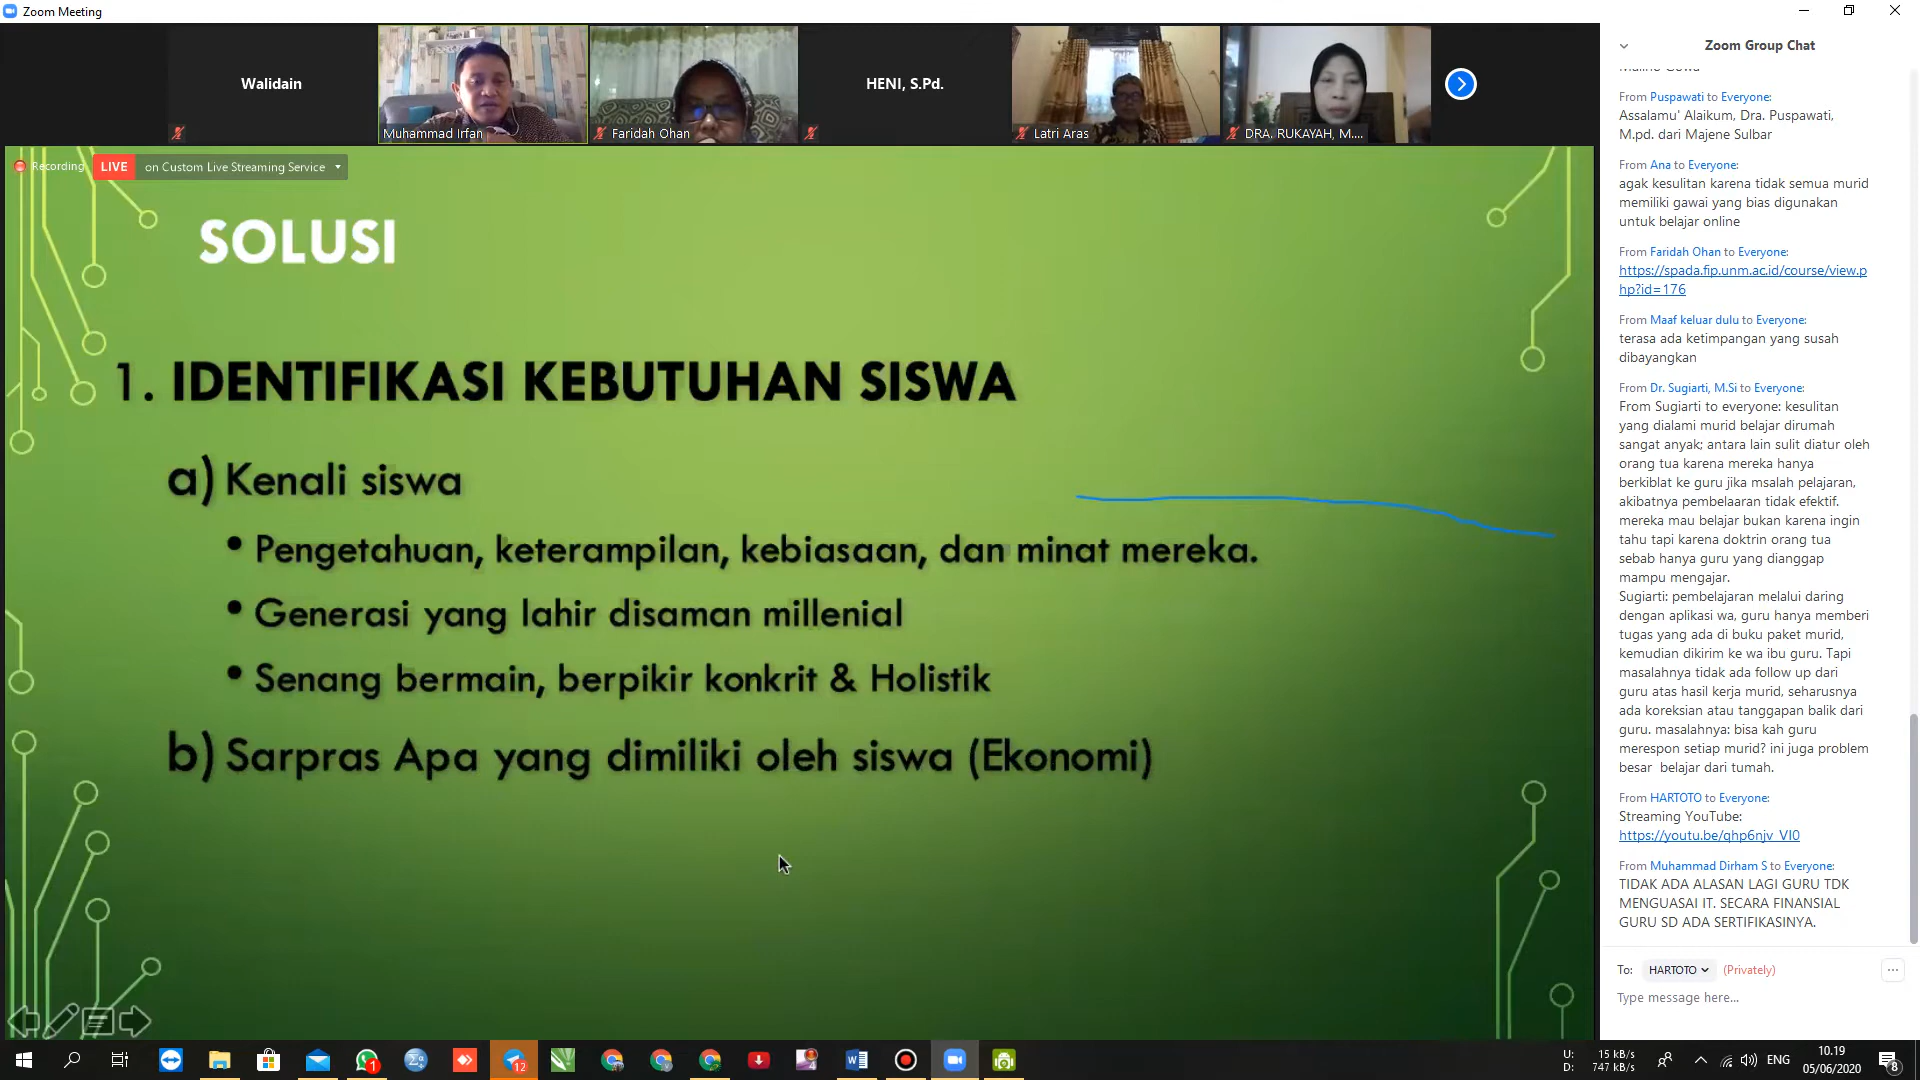 Zoom Meeting
Walidain
Muhammad Irfan
Faridah Ohan
HENI, S.Pd.
Latri Aras
DRA. RUKAYAH, M....
Recording
LIVE
on Custom Live Streaming Service
SOLUSI
1. IDENTIFIKASI KEBUTUHAN SISWA
a) Kenali siswa
• Pengetahuan, keterampilan, kebiasaan, dan minat mereka.
• Generasi yang lahir disaman millenial
• Senang bermain, berpikir konkrit & Holistik
b) Sarpras Apa yang dimiliki oleh siswa (Ekonomi)
Zoom Group Chat
From Puspawati to Everyone:
Assalamu' Alaikum, Dra. Puspawati,
M.pd. dari Majene Sulbar
From Ana to Everyone:
agak kesulitan karena tidak semua murid
memiliki gawai yang bias digunakan
untuk belajar online
From Faridah Ohan to Everyone:
https://spada.fip.unm.ac.id/course/view.p
hp?id=176
From Maaf keluar dulu to Everyone:
terasa ada ketimpangan yang susah
dibayangkan
From Dr. Sugiarti, M.Si to Everyone:
From Sugiarti to everyone: kesulitan
yang dialami murid belajar dirumah
sangat anyak; antara lain sulit diatur oleh
orang tua karena mereka hanya
berkiblat ke guru jika msalah pelajaran,
akibatnya pembelaaran tidak efektif.
mereka mau belajar bukan karena ingin
tahu tapi karena doktrin orang tua
sebab hanya guru yang dianggap
mampu mengajar.
Sugiarti: pembelajaran melalui daring
dengan aplikasi wa, guru hanya memberi
tugas yang ada di buku paket murid,
kemudian dikirim ke wa ibu guru. Tapi
masalahnya tidak ada follow up dari
guru atas hasil kerja murid, seharusnya
ada koreksian atau tanggapan balik dari
guru. masalahnya: bisa kah guru
merespon setiap murid? ini juga problem
besar  belajar dari tumah.
From HARTOTO to Everyone:
Streaming YouTube:
https://youtu.be/qhp6njv_VI0
From Muhammad Dirham S to Everyone:
TIDAK ADA ALASAN LAGI GURU TDK
MENGUASAI IT. SECARA FINANSIAL
GURU SD ADA SERTIFIKASINYA.
To: HARTOTO (Privately)
Type message here...
1
12
U: 15 kB/s
D: 747 kB/s
ENG
10.19
05/06/2020
8